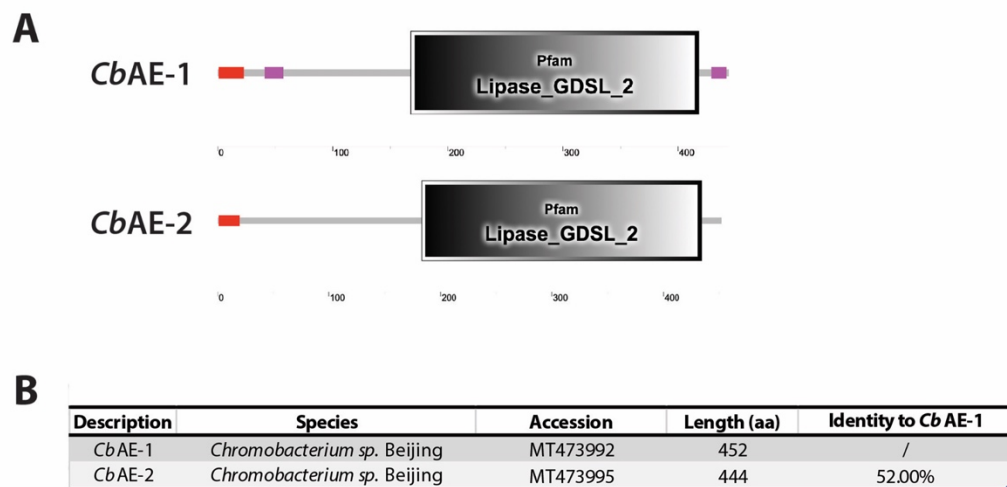 A
CbAE-1
Pfam
Lipase_GDSL_2
0 100 200 300 400
CbAE-2
Pfam
Lipase_GDSL_2
0 100 200 300 400
B
Description Species Accession Length (aa) Identity to Cb AE-1
CbAE-1 Chromobacterium sp. Beijing MT473992 452 /
CbAE-2 Chromobacterium sp. Beijing MT473995 444 52.00%